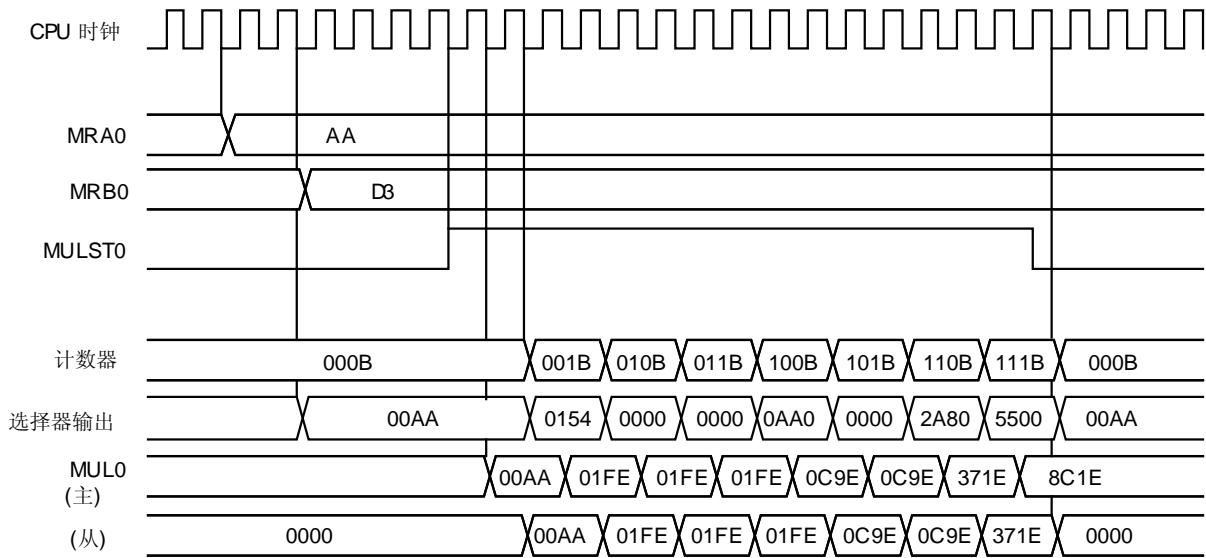 CPU 时钟
MRA0 AA
MRB0 D3
MULST0
计数器 000B 001B 010B 011B 100B 101B 110B 111B 000B
选择器输出 00AA 0154 0000 0000 0AA0 0000 2A80 5500 00AA
MUL0 00AA 01FE 01FE 01FE 0C9E 0C9E 371E 8C1E
(主)
(从) 0000 00AA 01FE 01FE 01FE 0C9E 0C9E 371E 0000